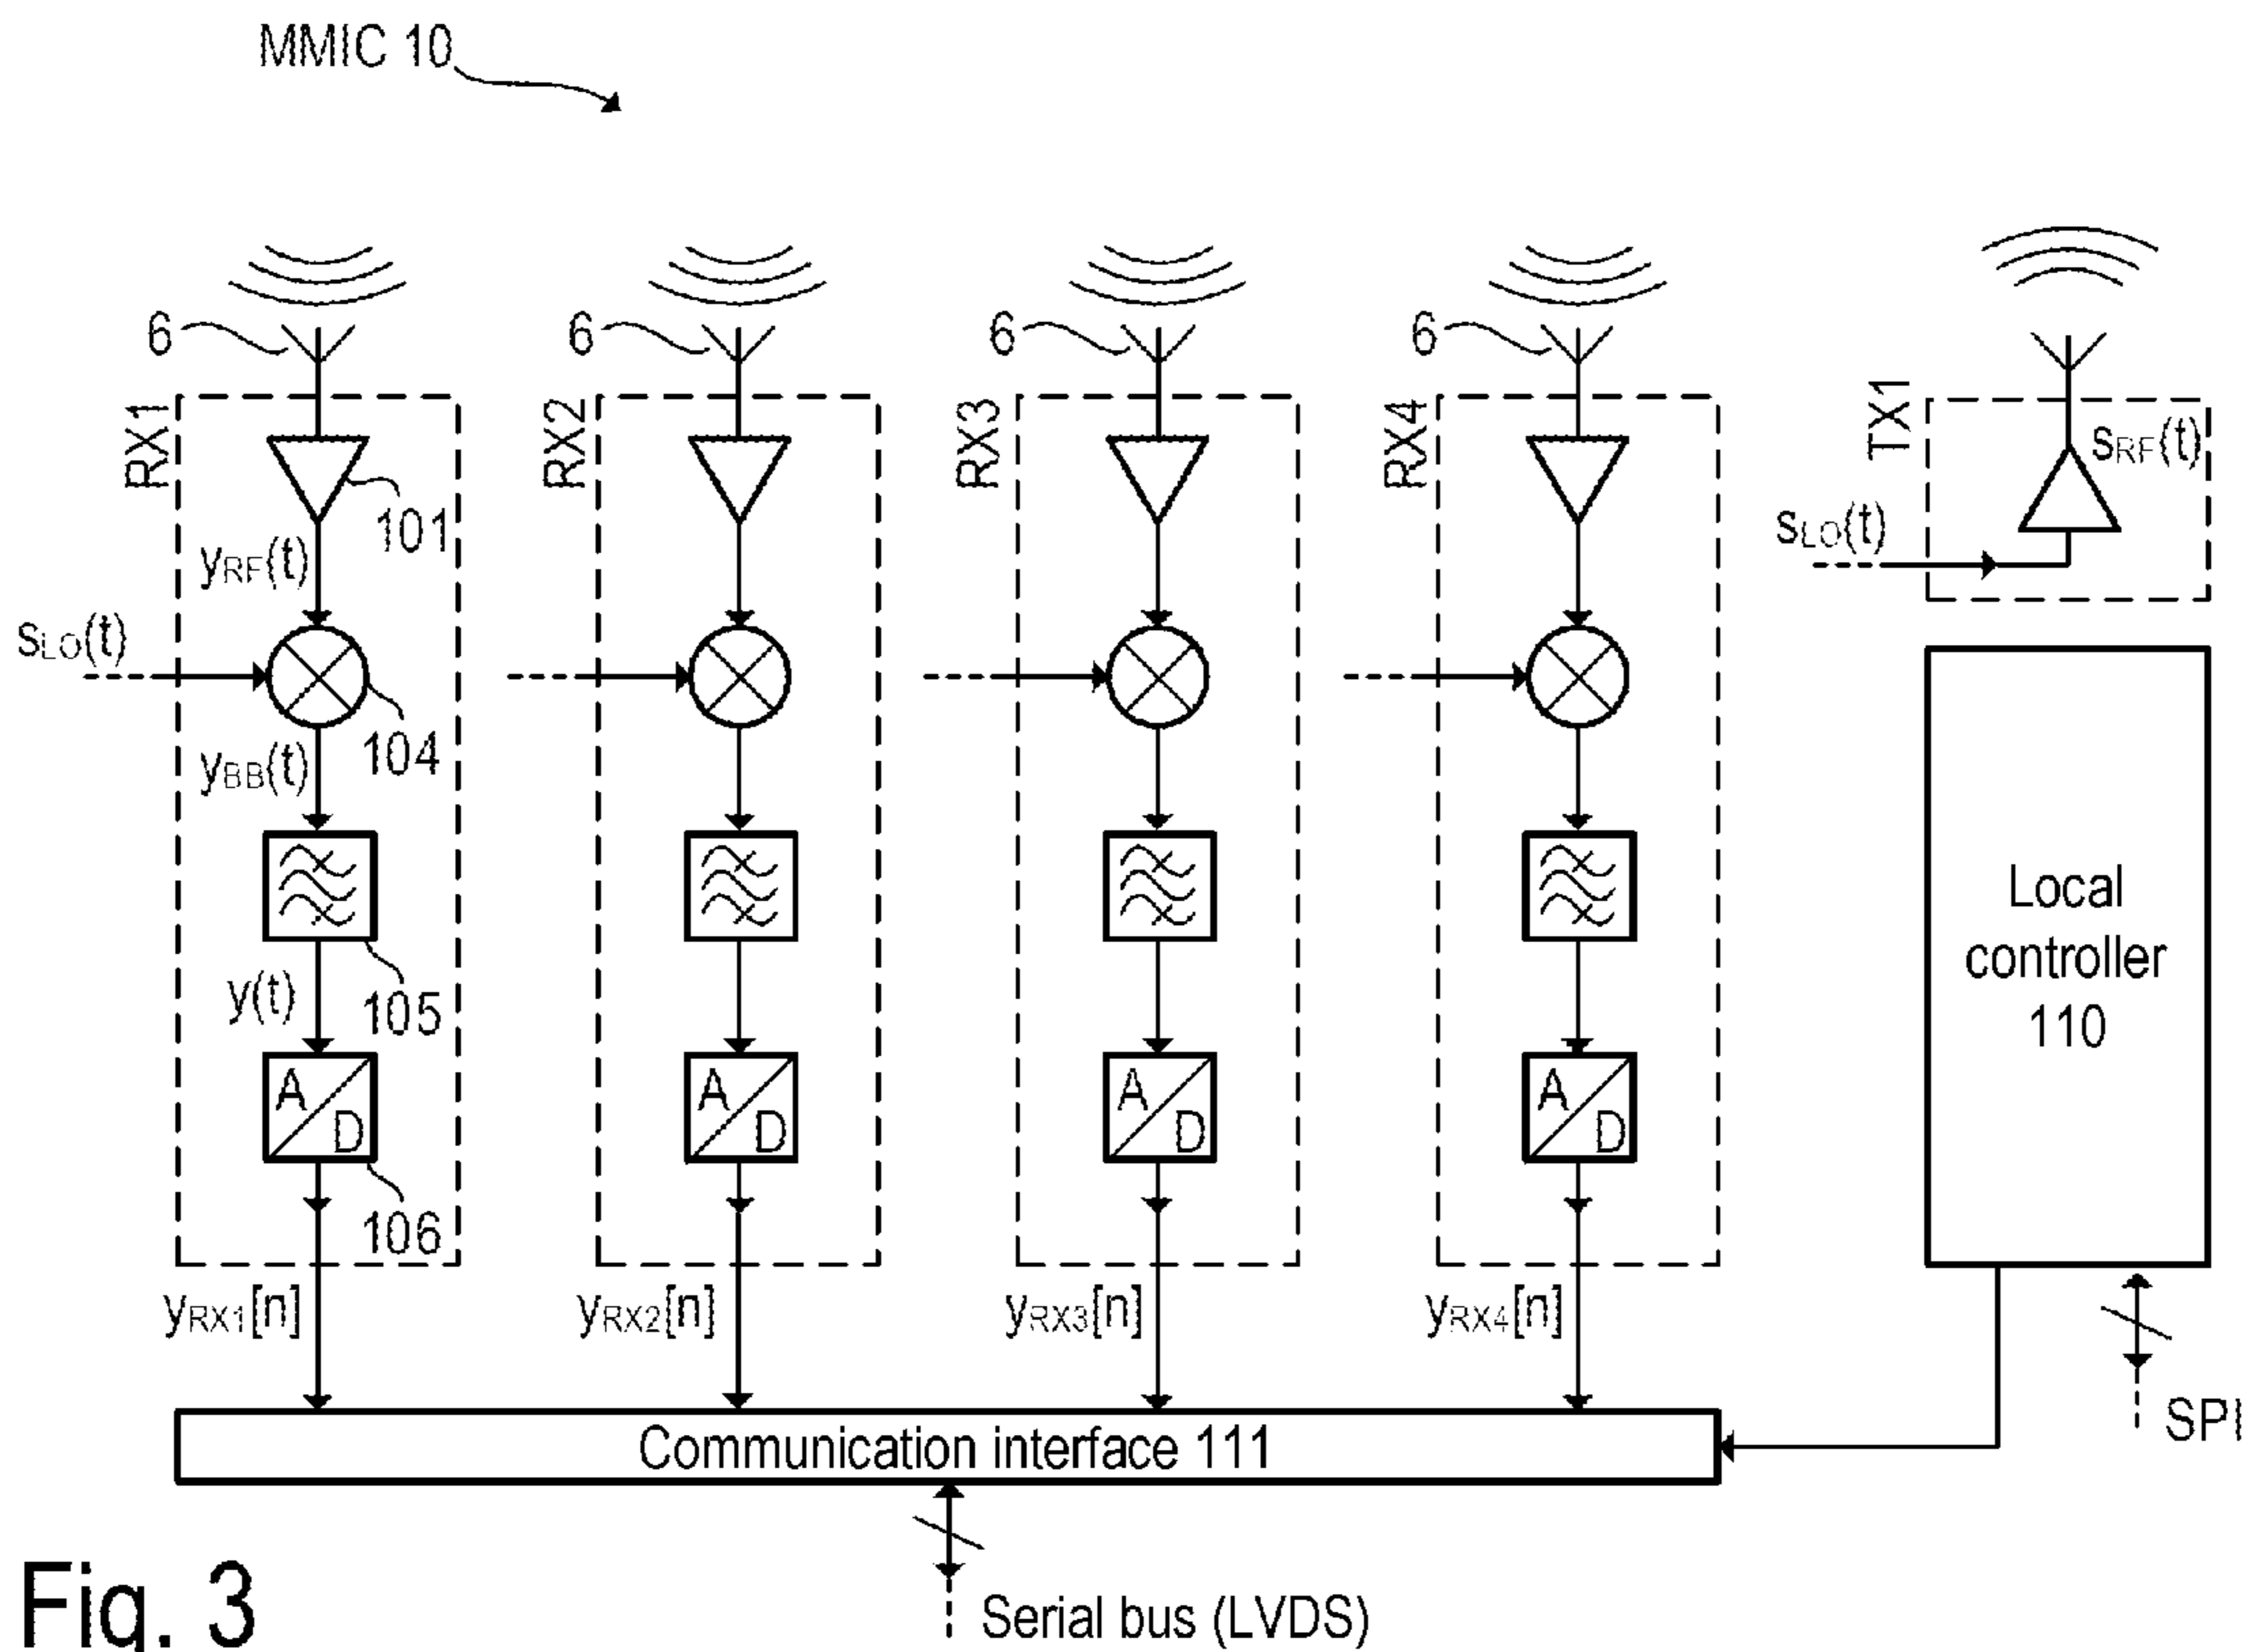 MMIC 10
6
6
6
6
RX1
RX2
RX3
RX4
TX1
101
sRF(t)
sLO(t)
yRF(t)
sLO(t)
104
yBB(t)
Local
controller
110
y(t)
105
A
D
A
D
A
D
A
D
106
yRX1[n]
yRX2[n]
yRX3[n]
yRX4[n]
SPI
Communication interface 111
Serial bus (LVDS)
Fig. 3